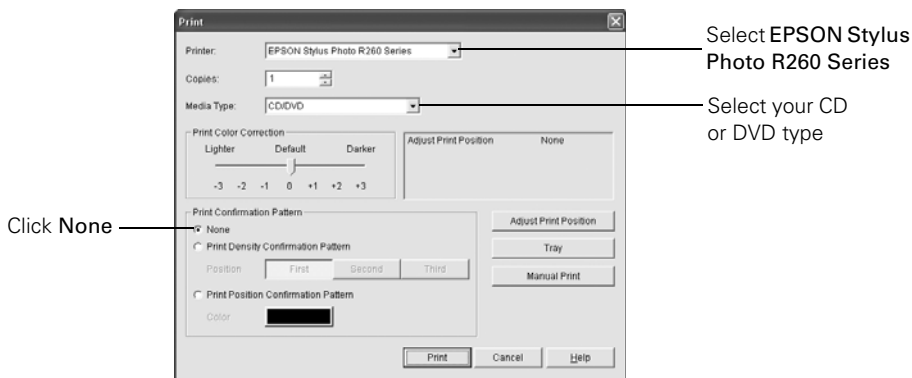 Print
Printer: EPSON Stylus Photo R260 Series
Select EPSON Stylus
Photo R260 Series
Copies: 1
Media Type: CD/DVD
Select your CD
or DVD type
Print Color Correction
Lighter Default Darker
-3 -2 -1 0 +1 +2 +3
Adjust Print Position None
Click None
Print Confirmation Pattern
None
Print Density Confirmation Pattern
Position First Second Third
Print Position Confirmation Pattern
Color
Adjust Print Position
Tray
Manual Print
Print Cancel Help